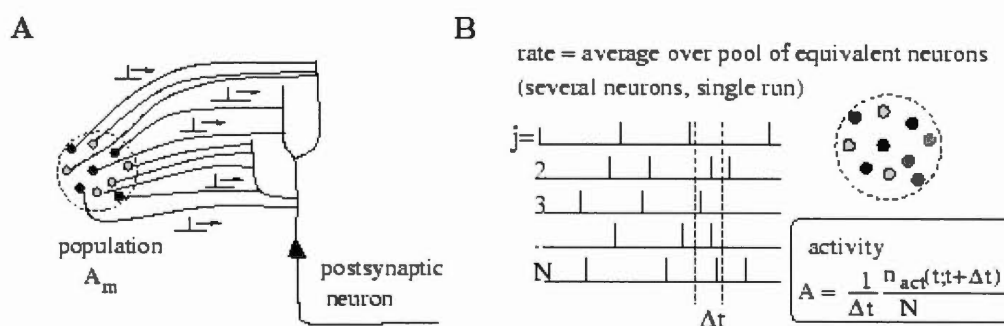 A
population
A_m
postsynaptic
neuron
B
rate = average over pool of equivalent neurons
(several neurons, single run)
j=
2
3
.
N
Δt
activity
A = 1/Δt n_act(t;t+Δt)/N